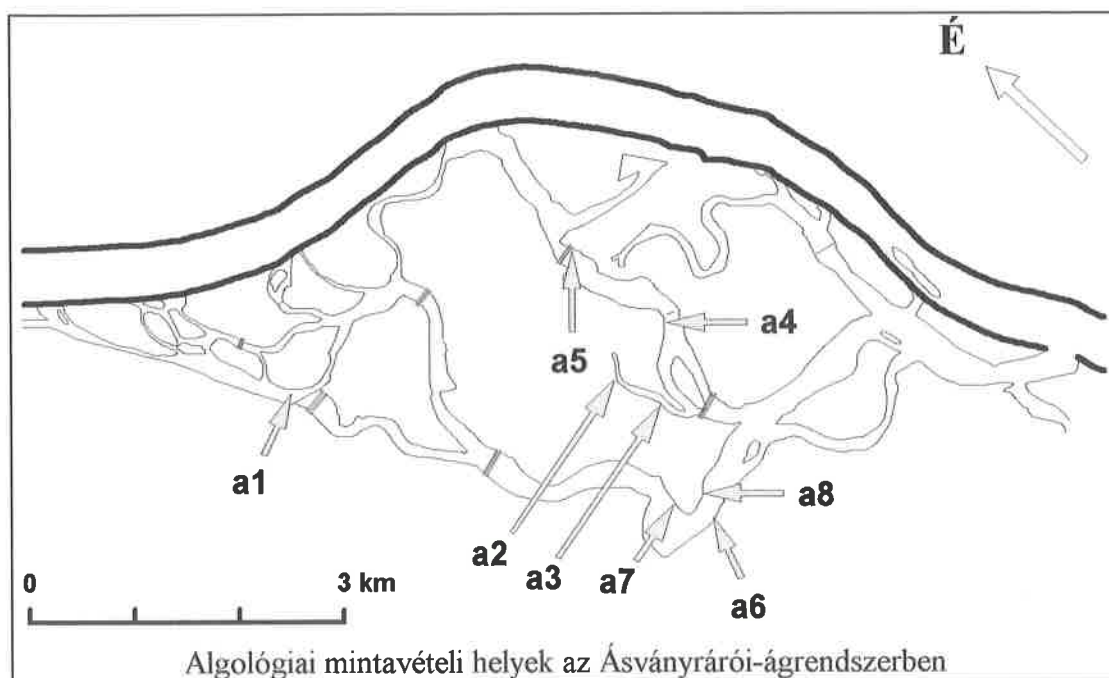 É
a5
a4
a1
a8
a2
a3
a7
a6
0 3 km
Algológiai mintavételi helyek az Ásványrárói-ágrendszerben